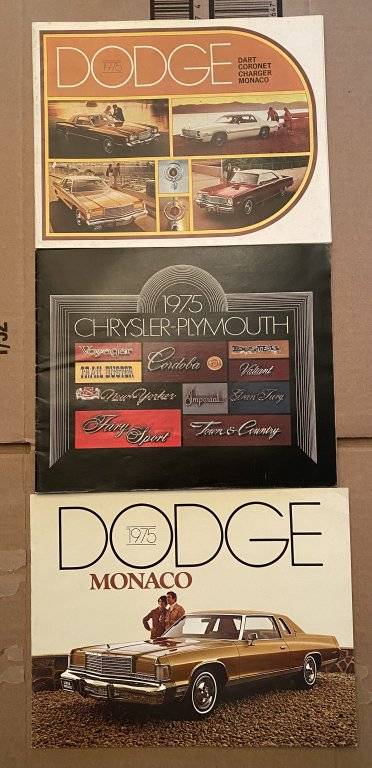 DODGE
1975
DART
CORONET
CHARGER
MONACO
1975
CHRYSLER-PLYMOUTH
Voyager
Cordoba
Duster
TRAIL DUSTER
Valiant
New Yorker
Imperial
Gran Fury
Fury Sport
Town & Country
DODGE
1975
MONACO